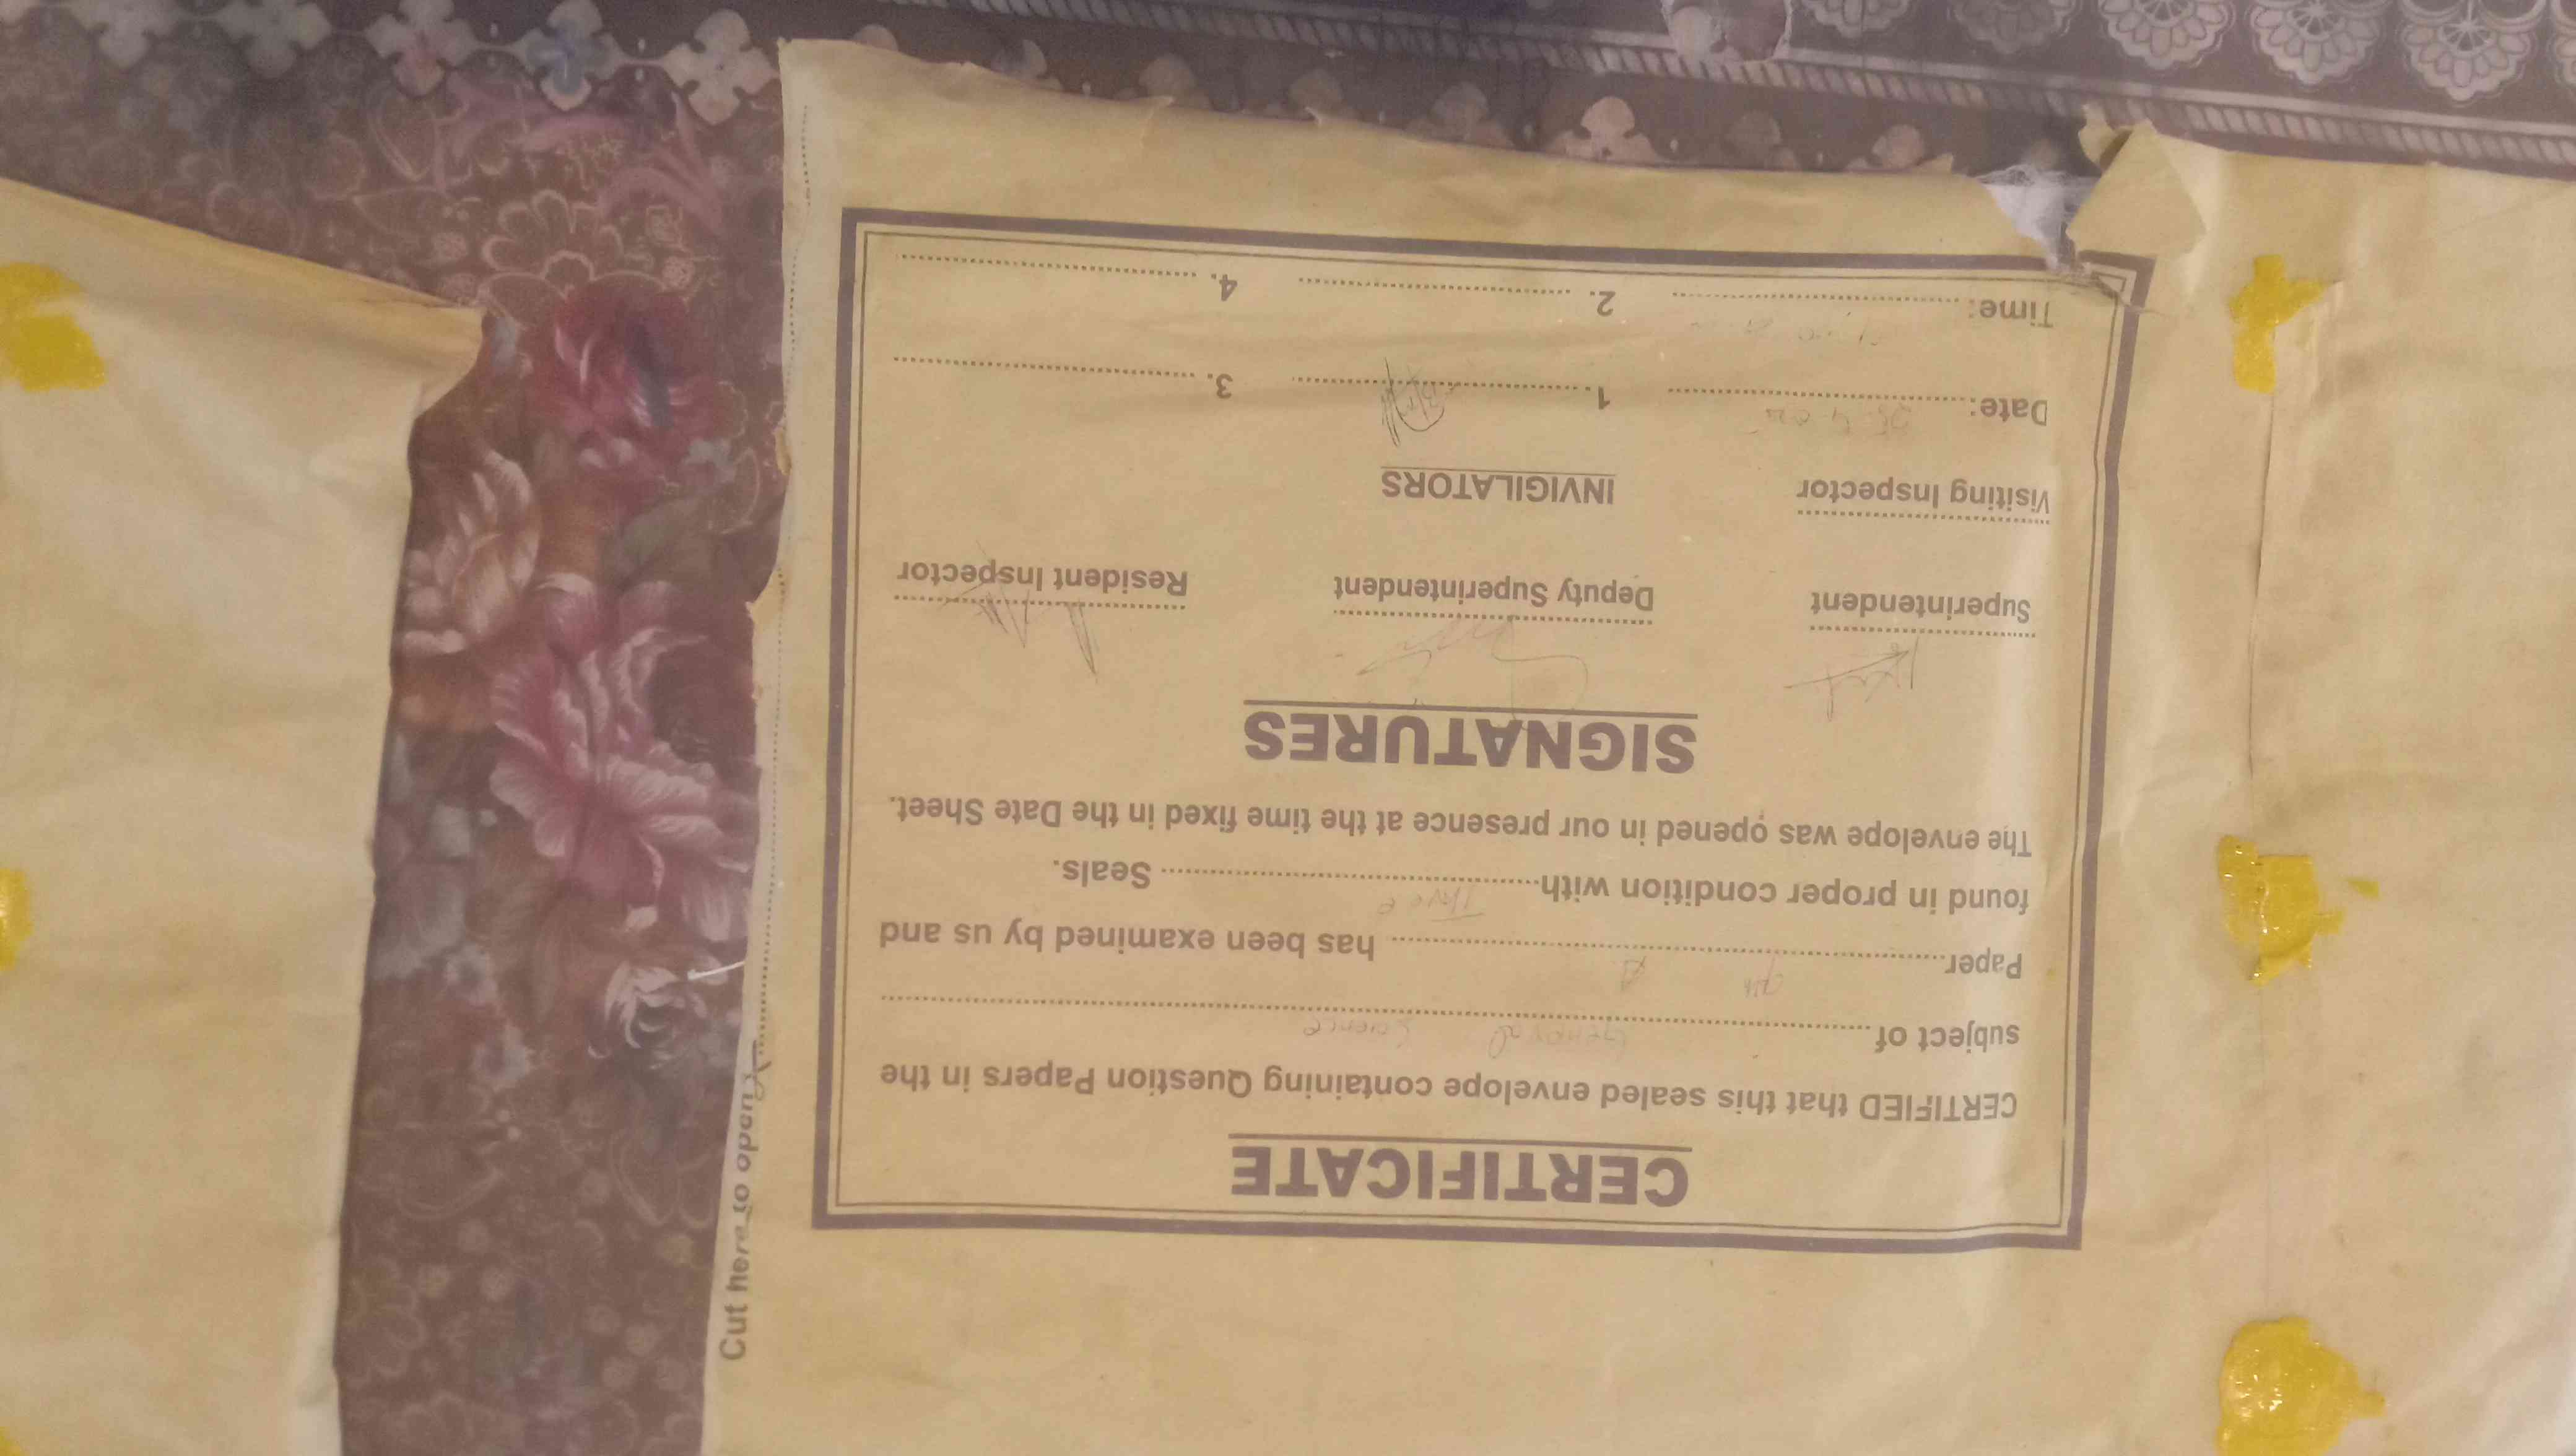 CERTIFICATE
CERTIFIED that this sealed envelope containing Question Papers in the
subject of General Science
Paper 9th has been examined by us and
found in proper condition with Three Seals.
The envelope was opened in our presence at the time fixed in the Date Sheet.
SIGNATURES
Superintendent Deputy Superintendent Resident Inspector
Visiting Inspector INVIGILATORS
Date: 1. 3.
Time: 2. 4.
Cut here to open